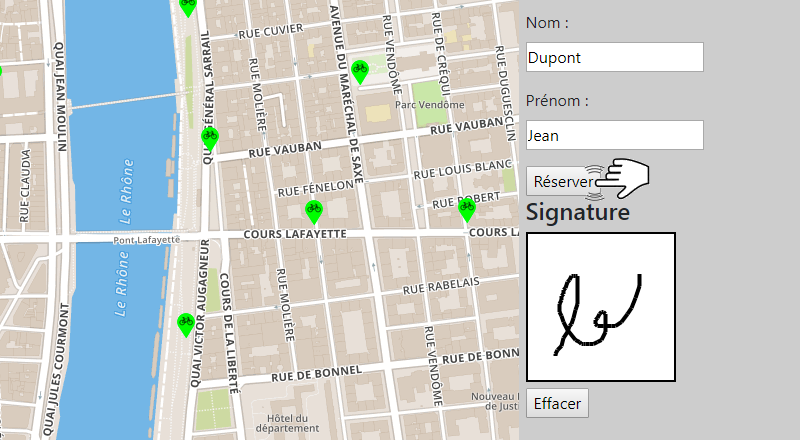 RUE CUVIER
QUAI JEAN MOULIN
QUAI GÉNÉRAL SARRAIL
RUE MOLIÈRE
AVENUE DU MARÉCHAL DE SAXE
RUE VENDÔME
RUE DE CRÉQUI
RUE DUGUESCLIN
Parc Vendôme
RUE VAUBAN
RUE VAUBAN
RUE CLAUDIA
Le Rhône
Le Rhône
RUE FÉNELON
RUE LOUIS BLANC
ROBERT
Pont Lafayette
COURS LAFAYETTE
COURS LA
QUAI VICTOR AUGAGNEUR
COURS DE LA LIBERTÉ
RUE MOLIÈRE
RUE RABELAIS
RUE VENDÔME
QUAI JULES COURMONT
RUE DE BONNEL
RUE DE BONN
Nouveau
de Justi
Hôtel du
département
Nom :
Dupont
Prénom :
Jean
Réserver
Signature
Effacer